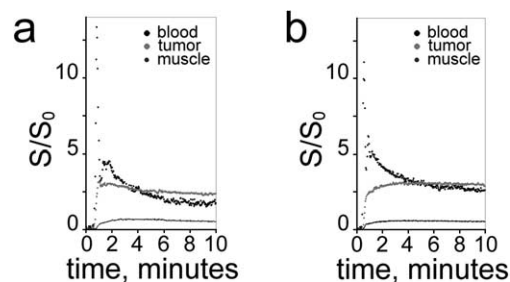 a
blood
tumor
muscle
S/S0
10
5
0
0 2 4 6 8 10
time, minutes
b
blood
tumor
muscle
S/S0
10
5
0
0 2 4 6 8 10
time, minutes